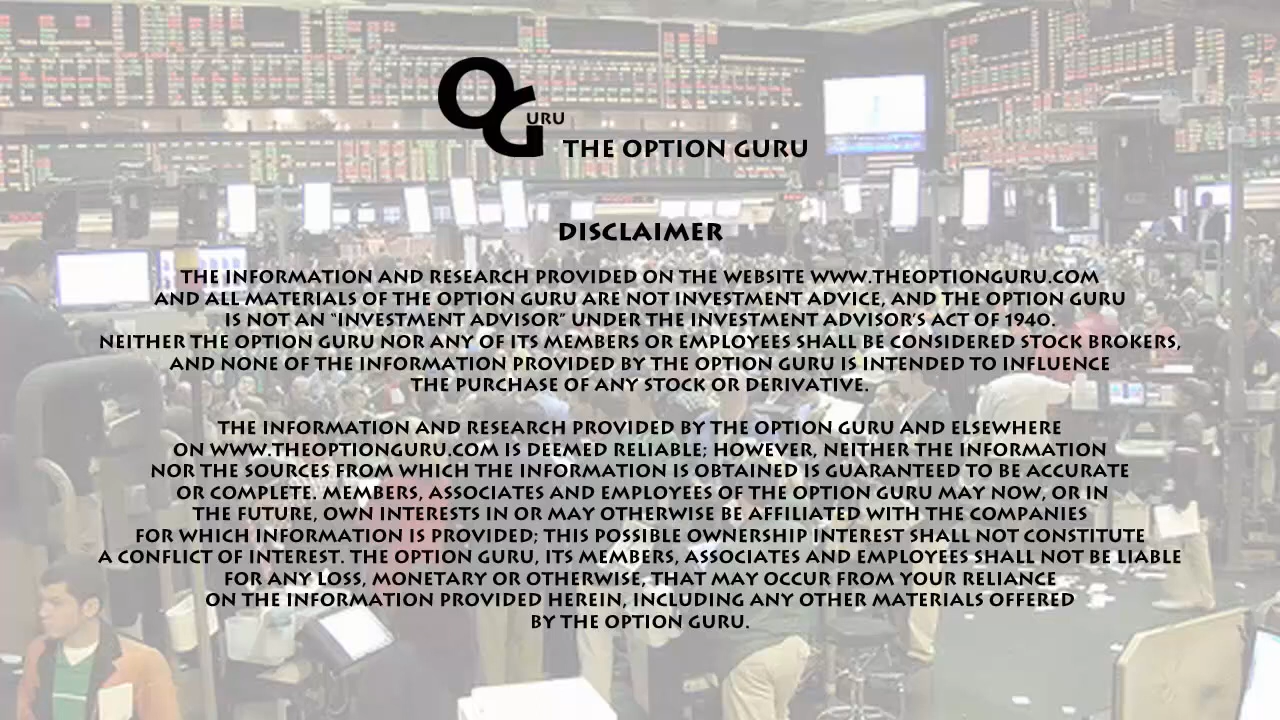 OG
URU
THE OPTION GURU
DISCLAIMER
THE INFORMATION AND RESEARCH PROVIDED ON THE WEBSITE WWW.THEOPTIONGURU.COM
AND ALL MATERIALS OF THE OPTION GURU ARE NOT INVESTMENT ADVICE, AND THE OPTION GURU
IS NOT AN “INVESTMENT ADVISOR” UNDER THE INVESTMENT ADVISOR’S ACT OF 1940.
NEITHER THE OPTION GURU NOR ANY OF ITS MEMBERS OR EMPLOYEES SHALL BE CONSIDERED STOCK BROKERS,
AND NONE OF THE INFORMATION PROVIDED BY THE OPTION GURU IS INTENDED TO INFLUENCE
THE PURCHASE OF ANY STOCK OR DERIVATIVE.
THE INFORMATION AND RESEARCH PROVIDED BY THE OPTION GURU AND ELSEWHERE
ON WWW.THEOPTIONGURU.COM IS DEEMED RELIABLE; HOWEVER, NEITHER THE INFORMATION
NOR THE SOURCES FROM WHICH THE INFORMATION IS OBTAINED IS GUARANTEED TO BE ACCURATE
OR COMPLETE. MEMBERS, ASSOCIATES AND EMPLOYEES OF THE OPTION GURU MAY NOW, OR IN
THE FUTURE, OWN INTERESTS IN OR MAY OTHERWISE BE AFFILIATED WITH THE COMPANIES
FOR WHICH INFORMATION IS PROVIDED; THIS POSSIBLE OWNERSHIP INTEREST SHALL NOT CONSTITUTE
A CONFLICT OF INTEREST. THE OPTION GURU, ITS MEMBERS, ASSOCIATES AND EMPLOYEES SHALL NOT BE LIABLE
FOR ANY LOSS, MONETARY OR OTHERWISE, THAT MAY OCCUR FROM YOUR RELIANCE
ON THE INFORMATION PROVIDED HEREIN, INCLUDING ANY OTHER MATERIALS OFFERED
BY THE OPTION GURU.